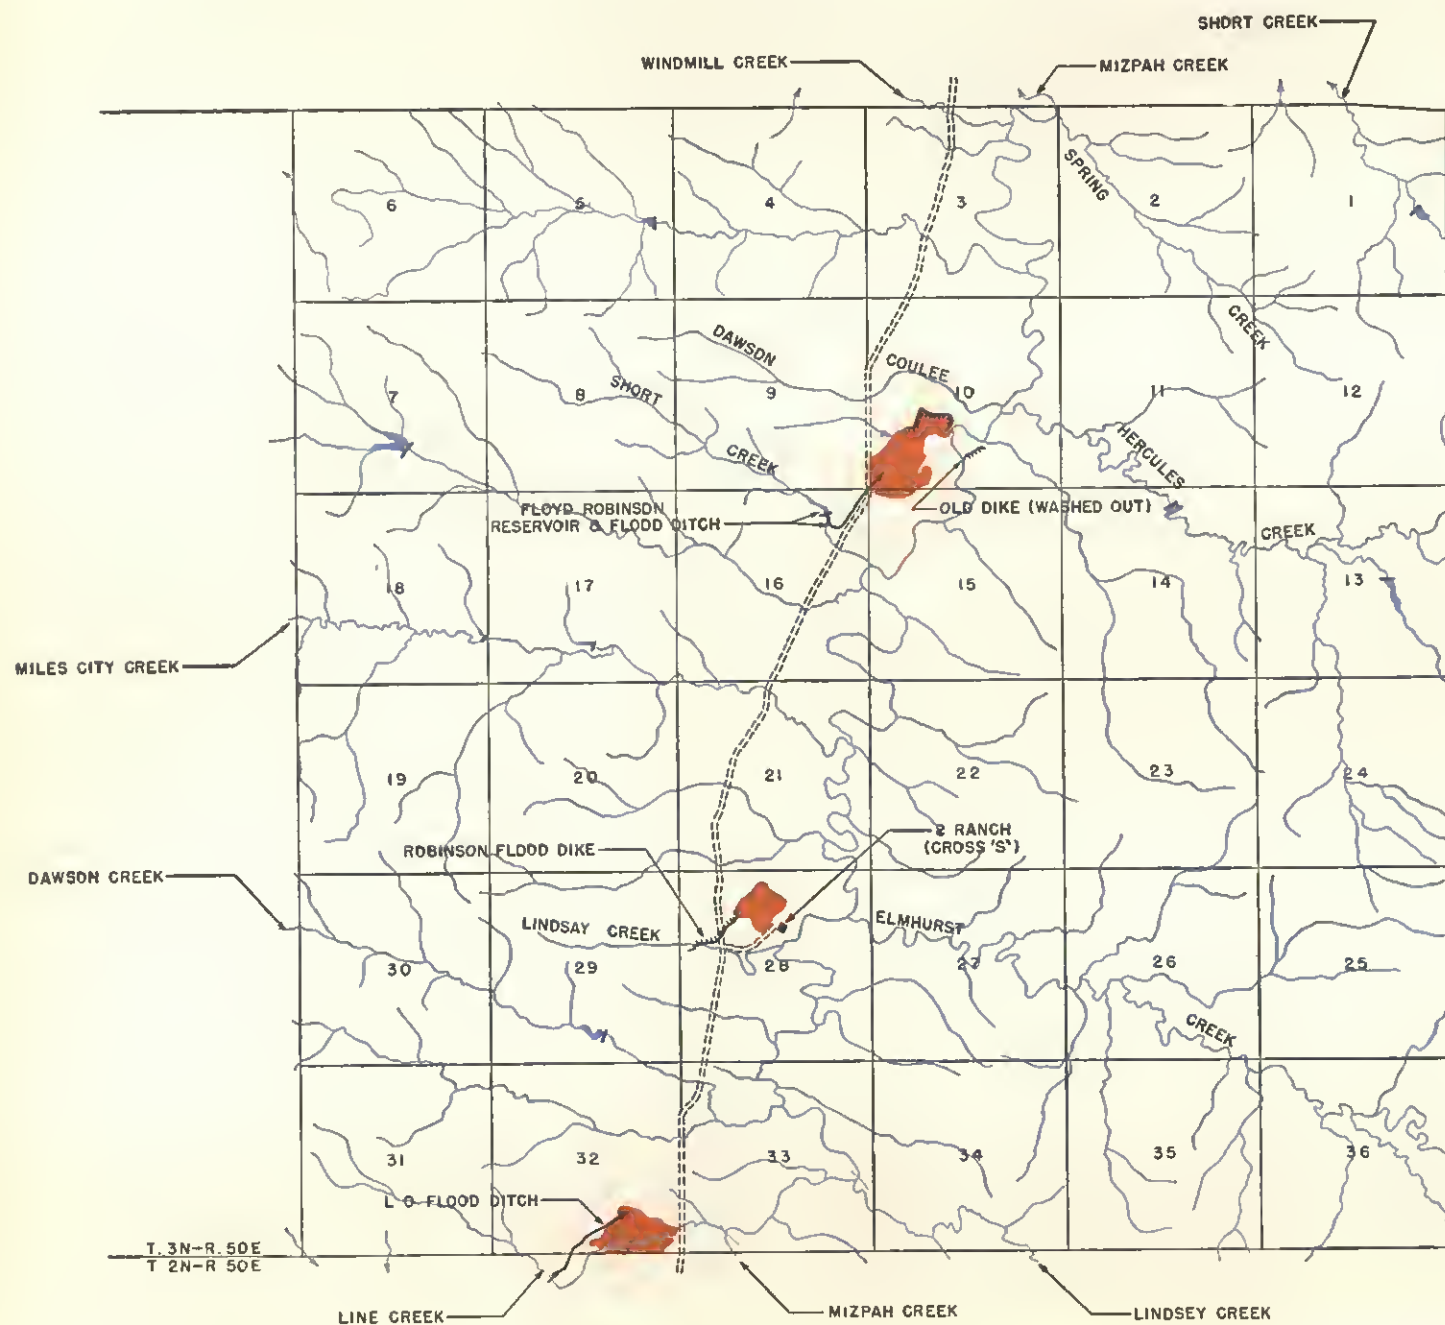 SHORT CREEK
WINDMILL CREEK
MIZPAH CREEK
SPRING
6
5
4
3
2
1
CREEK
DAWSON
COULEE
7
8
SHORT
9
10
11
12
CREEK
HERCULES
FLOYD ROBINSON
RESERVOIR & FLODD DITCH
OLD DIKE (WASHED OUT)
CREEK
18
17
16
15
14
13
MILES CITY CREEK
19
20
21
22
23
24
RANCH
(CROSS 'S')
ROBINSON FLOOD DIKE
DAWSON CREEK
LINDSAY CREEK
ELMHURST
30
29
28
27
26
25
CREEK
31
32
33
34
35
36
L O FLOOD DITCH
T. 3N-R. 50E
T 2N-R 50E
LINE CREEK
MIZPAH CREEK
LINDSEY CREEK